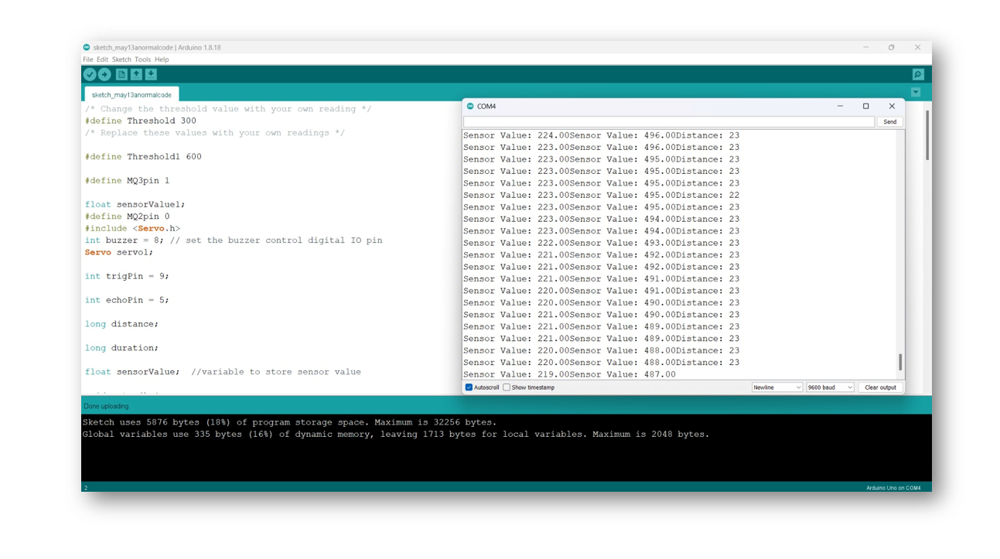 sketch_may13anormalcode | Arduino 1.8.18
File Edit Sketch Tools Help
sketch_may13anormalcode
/* Change the threshold value with your own reading */
#define Threshold 300
/* Replace these values with your own readings */
#define Threshold1 600
#define MQ3pin 1
float sensorValue1;
#define MQ2pin 0
#include <Servo.h>
int buzzer = 8; // set the buzzer control digital IO pin
Servo servo1;
int trigPin = 9;
int echoPin = 5;
long distance;
long duration;
float sensorValue;  //variable to store sensor value
COM4
Send
Sensor Value: 224.00Sensor Value: 496.00Distance: 23
Sensor Value: 223.00Sensor Value: 496.00Distance: 23
Sensor Value: 223.00Sensor Value: 495.00Distance: 23
Sensor Value: 223.00Sensor Value: 495.00Distance: 23
Sensor Value: 223.00Sensor Value: 495.00Distance: 23
Sensor Value: 223.00Sensor Value: 495.00Distance: 22
Sensor Value: 223.00Sensor Value: 495.00Distance: 23
Sensor Value: 223.00Sensor Value: 494.00Distance: 23
Sensor Value: 223.00Sensor Value: 494.00Distance: 23
Sensor Value: 222.00Sensor Value: 493.00Distance: 23
Sensor Value: 221.00Sensor Value: 492.00Distance: 23
Sensor Value: 221.00Sensor Value: 492.00Distance: 23
Sensor Value: 221.00Sensor Value: 491.00Distance: 23
Sensor Value: 220.00Sensor Value: 491.00Distance: 23
Sensor Value: 220.00Sensor Value: 490.00Distance: 23
Sensor Value: 221.00Sensor Value: 490.00Distance: 23
Sensor Value: 221.00Sensor Value: 489.00Distance: 23
Sensor Value: 221.00Sensor Value: 489.00Distance: 23
Sensor Value: 220.00Sensor Value: 488.00Distance: 23
Sensor Value: 220.00Sensor Value: 488.00Distance: 23
Sensor Value: 219.00Sensor Value: 487.00
Autoscroll Show timestamp Newline 9600 baud Clear output
Done uploading
Sketch uses 5876 bytes (18%) of program storage space. Maximum is 32256 bytes.
Global variables use 335 bytes (16%) of dynamic memory, leaving 1713 bytes for local variables. Maximum is 2048 bytes.
2 Arduino Uno on COM4